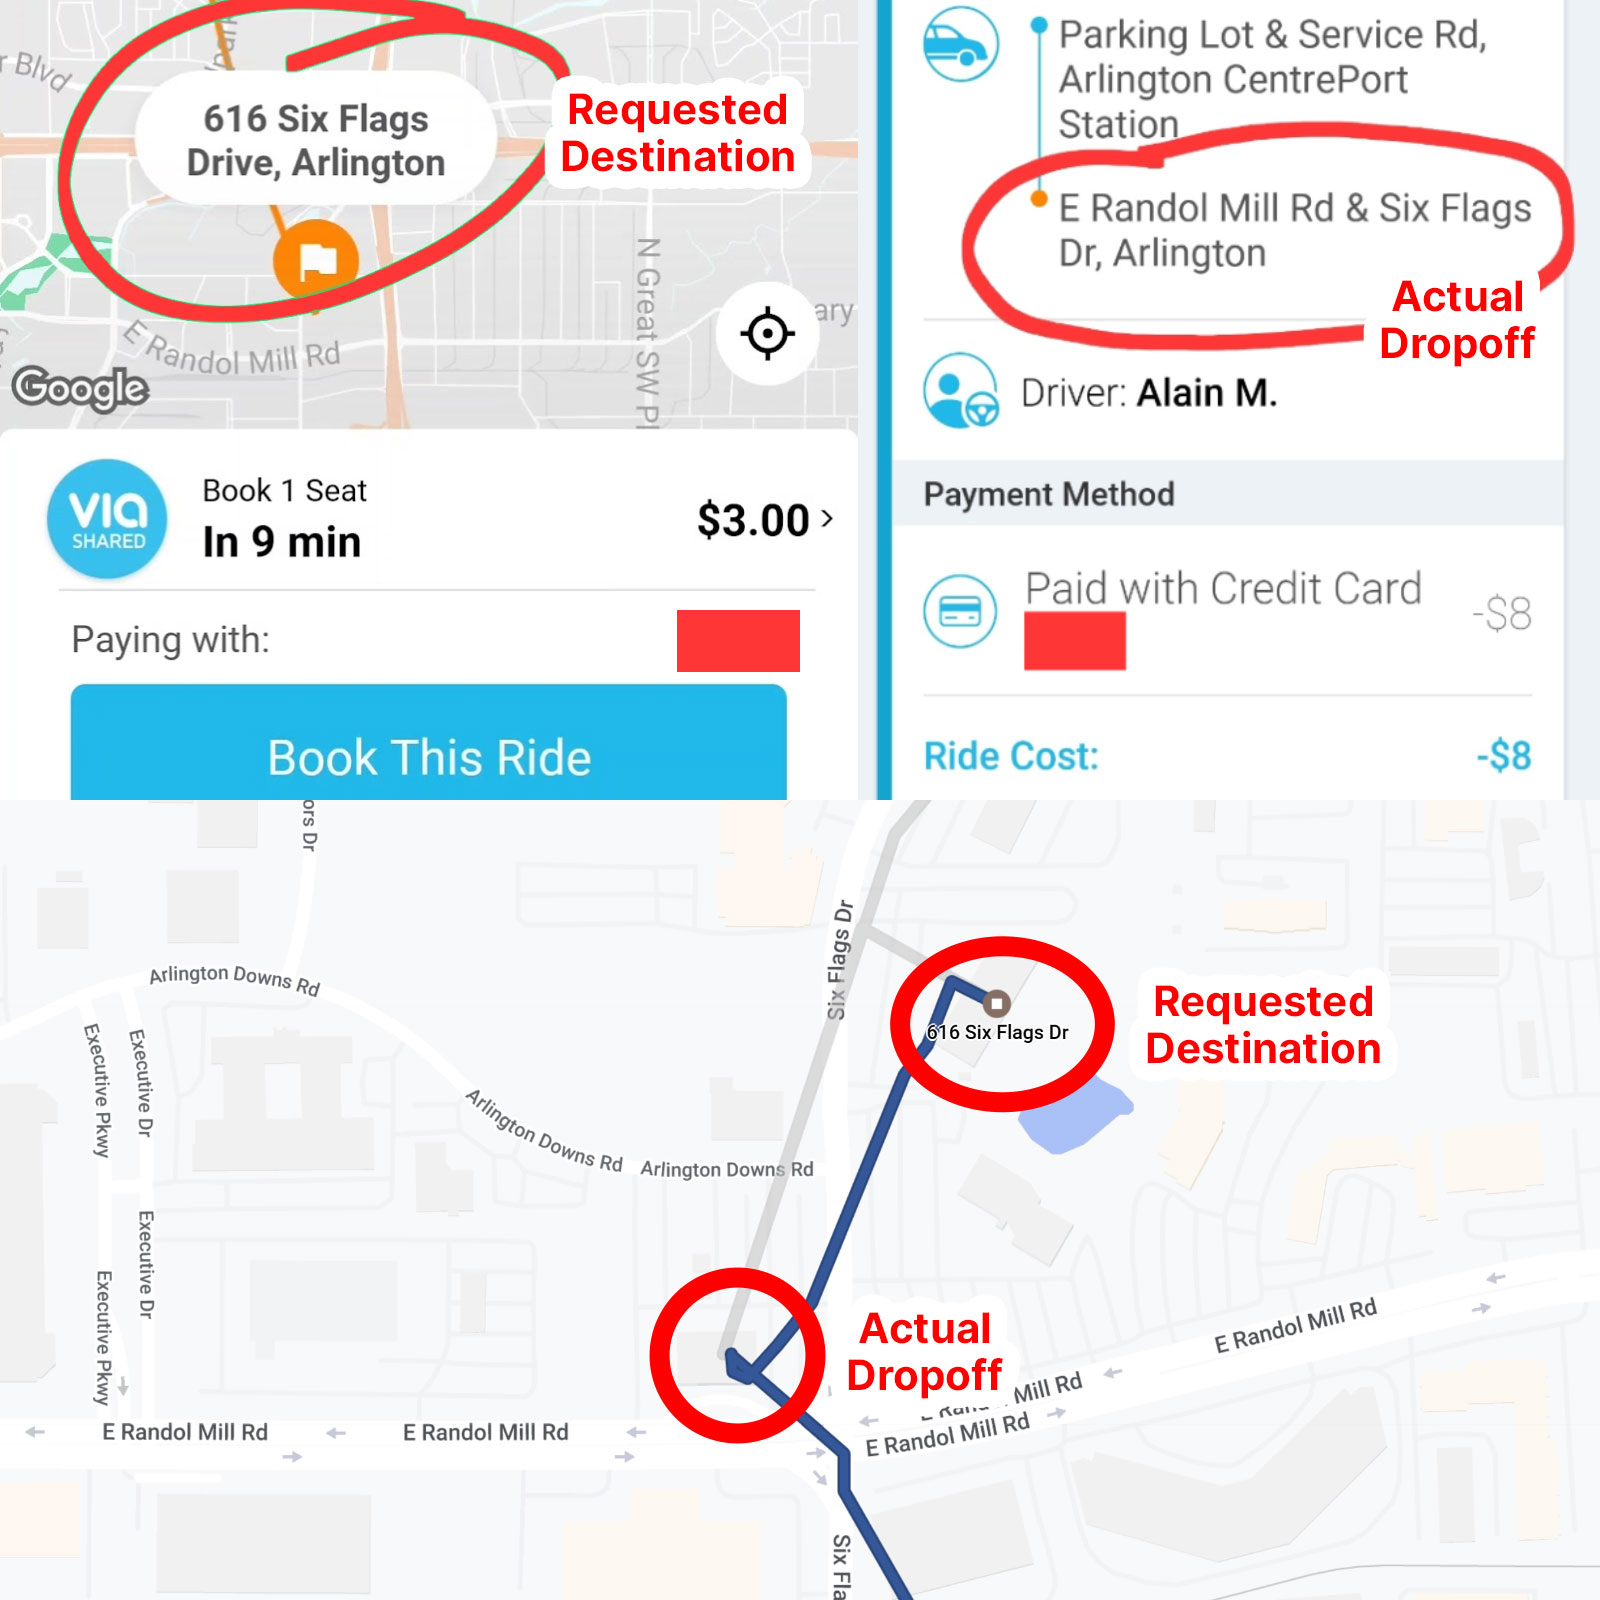 r Blvd
616 Six Flags
Drive, Arlington
Requested
Destination
N Great SW Pl
ary
E Randol Mill Rd
Google
via
SHARED
Book 1 Seat
In 9 min
$3.00 >
Paying with:
Book This Ride
Parking Lot & Service Rd,
Arlington CentrePort
Station
E Randol Mill Rd & Six Flags
Dr, Arlington
Actual
Dropoff
Driver: Alain M.
Payment Method
Paid with Credit Card
-$8
Ride Cost:
-$8
ors Dr
Six Flags Dr
Arlington Downs Rd
616 Six Flags Dr
Requested
Destination
Executive Pkwy
Executive Dr
Arlington Downs Rd
Arlington Downs Rd
Executive Dr
Executive Pkwy
Actual
Dropoff
E Randol Mill Rd
Mill Rd
E Randol Mill Rd
E Randol Mill Rd
E Randol Mill Rd
Six Fla